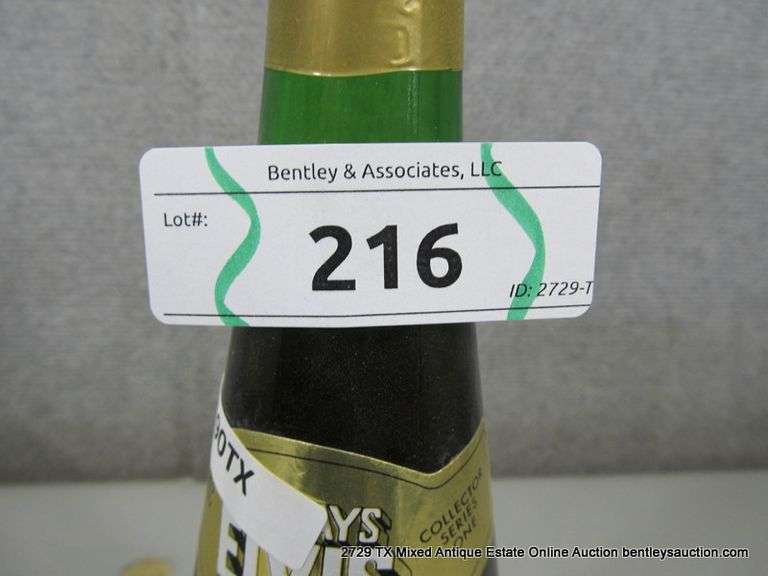 Bentley & Associates, LLC
Lot#:
216
ID: 2729-T
COLLECTOR
SERIES
ONE
ELVIS
2729 TX Mixed Antique Estate Online Auction bentleysauction.com